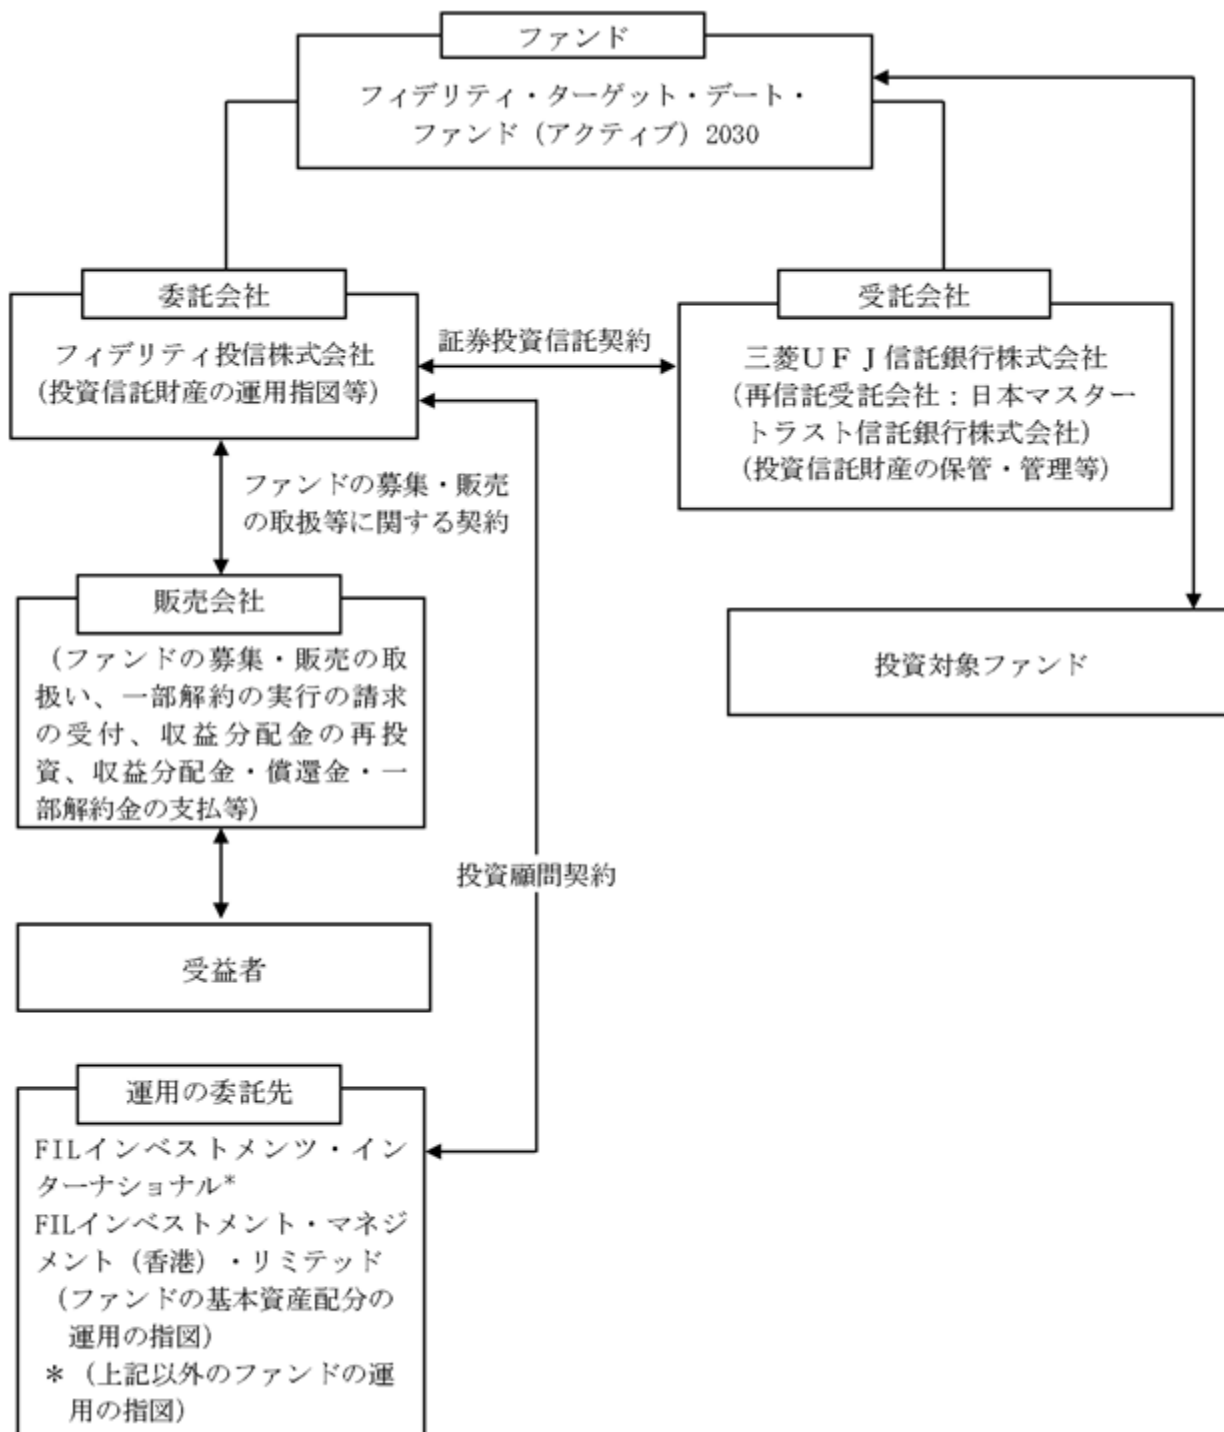 ファンド
フィデリティ・ターゲット・デート・
ファンド（アクティブ）2030
委託会社
フィデリティ投信株式会社
（投資信託財産の運用指図等）
証券投資信託契約
受託会社
三菱ＵＦＪ信託銀行株式会社
（再信託受託会社：日本マスター
トラスト信託銀行株式会社）
（投資信託財産の保管・管理等）
ファンドの募集・販売
の取扱等に関する契約
販売会社
（ファンドの募集・販売の取
扱い、一部解約の実行の請求
の受付、収益分配金の再投
資、収益分配金・償還金・一
部解約金の支払等）
投資対象ファンド
投資顧問契約
受益者
運用の委託先
FILインベストメンツ・イン
ターナショナル*
FILインベストメント・マネジ
メント（香港）・リミテッド
（ファンドの基本資産配分の
運用の指図）
＊（上記以外のファンドの運
用の指図）